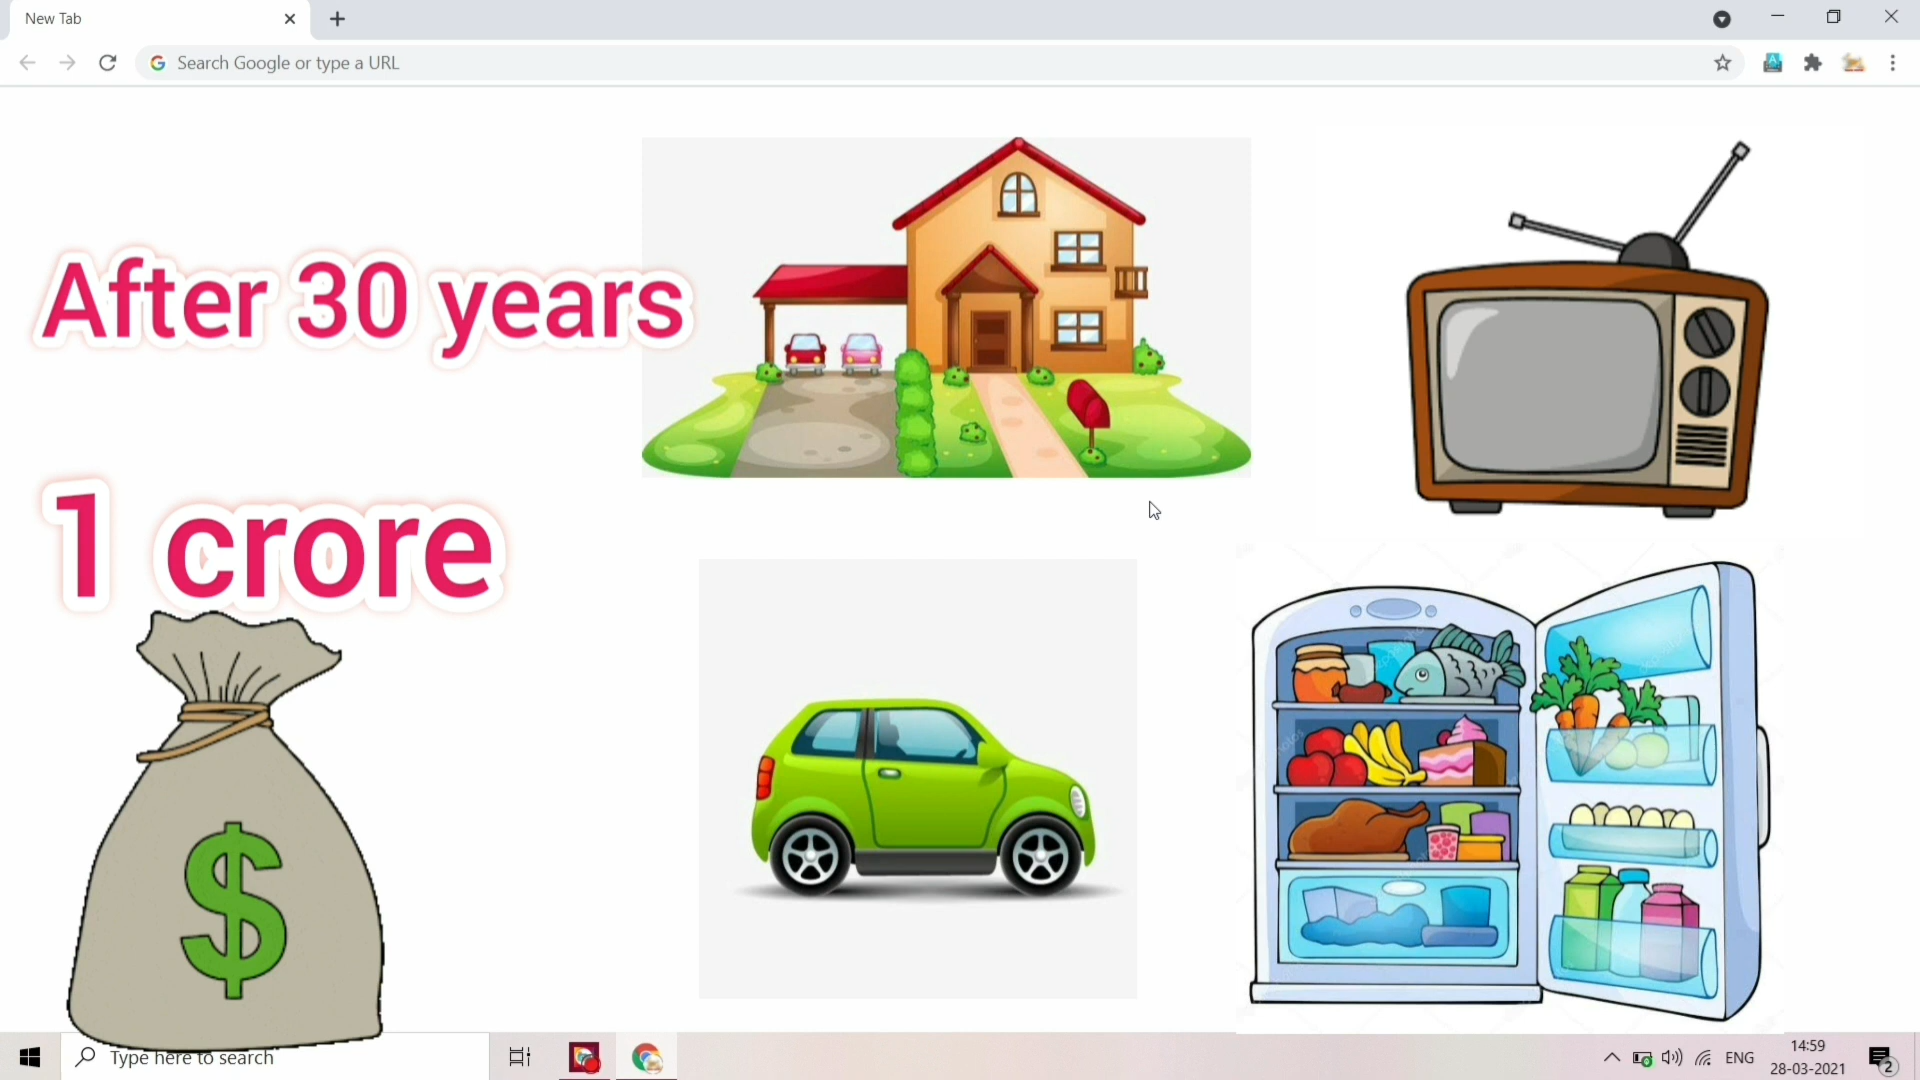 New Tab
Search Google or type a URL
After 30 years
1 crore
$
Type here to search
ENG
14:59
28-03-2021
2